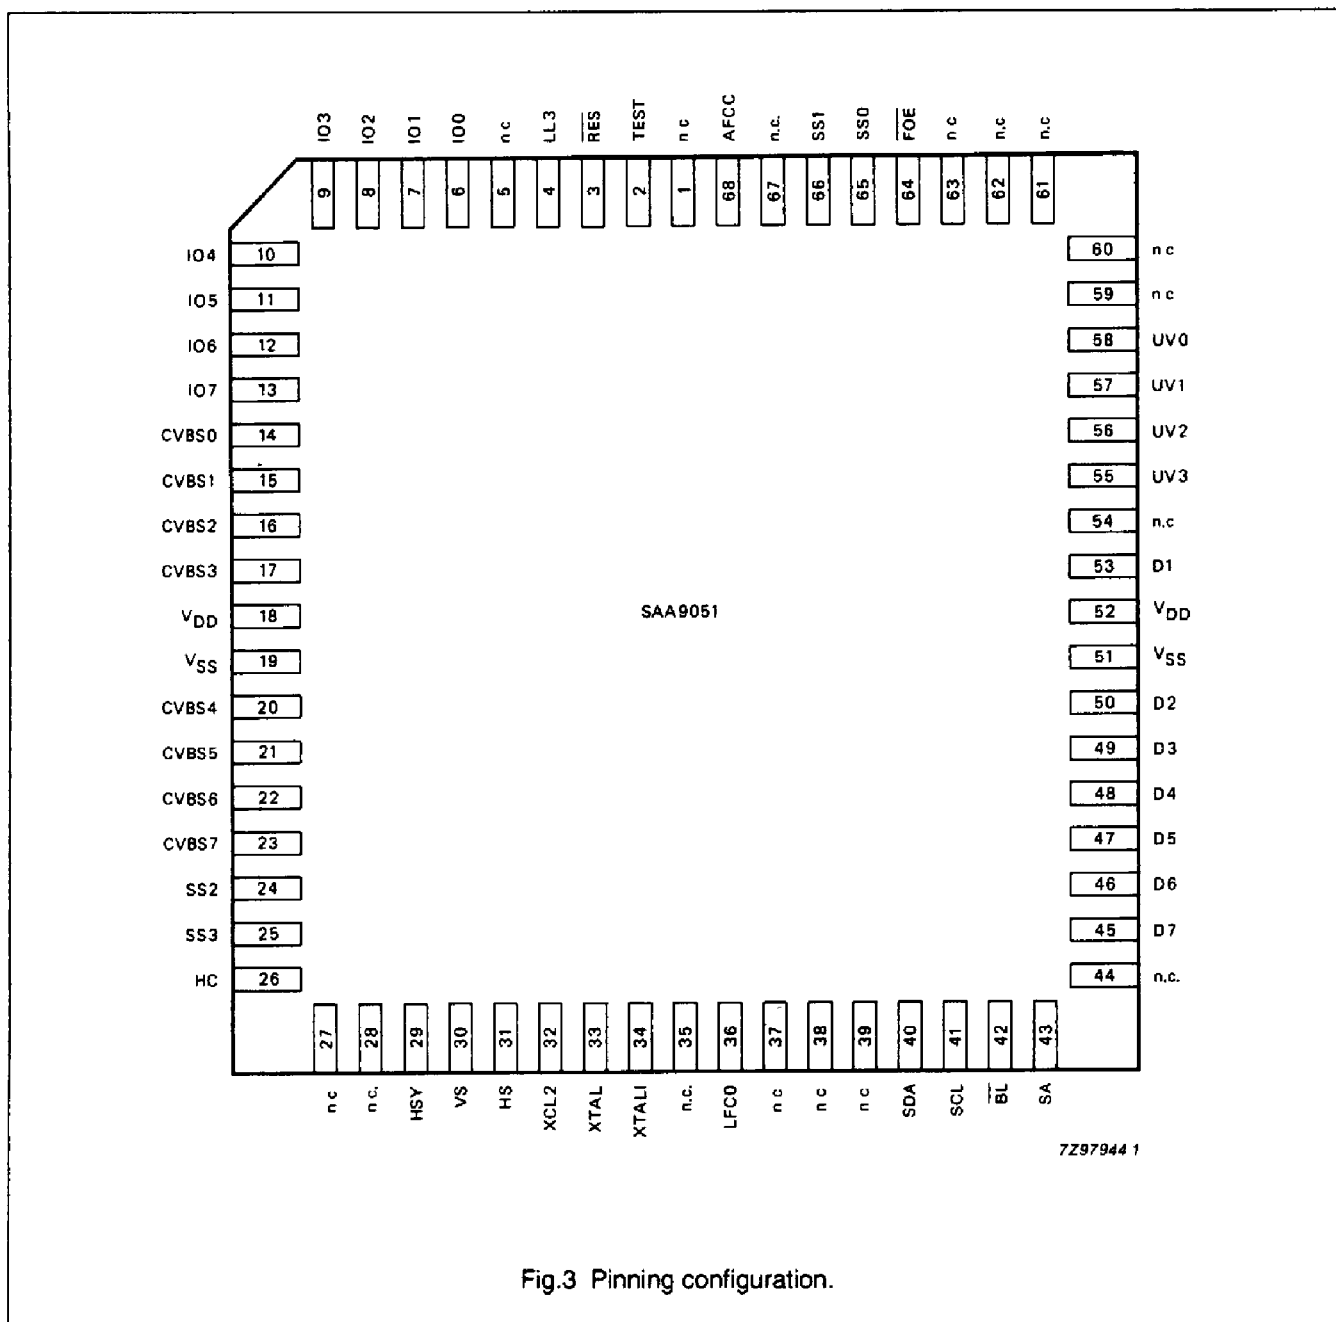 IO3 IO2 IO1 IO0 n c LL3 RES TEST n c AFCC n.c. SS1 SS0 FOE n c n.c n.c
9 8 7 6 5 4 3 2 1 68 67 66 65 64 63 62 61
IO4 10 60 n c
IO5 11 59 n c
IO6 12 58 UV0
IO7 13 57 UV1
CVBS0 14 56 UV2
CVBS1 15 55 UV3
CVBS2 16 54 n.c
CVBS3 17 53 D1
VDD 18 SAA9051 52 VDD
VSS 19 51 VSS
CVBS4 20 50 D2
CVBS5 21 49 D3
CVBS6 22 48 D4
CVBS7 23 47 D5
SS2 24 46 D6
SS3 25 45 D7
HC 26 44 n.c.
27 28 29 30 31 32 33 34 35 36 37 38 39 40 41 42 43
n c n.c. HSY VS HS XCL2 XTAL XTALI n.c. LFCO n c n c n c SDA SCL BL SA
7Z97944 1
Fig.3 Pinning configuration.